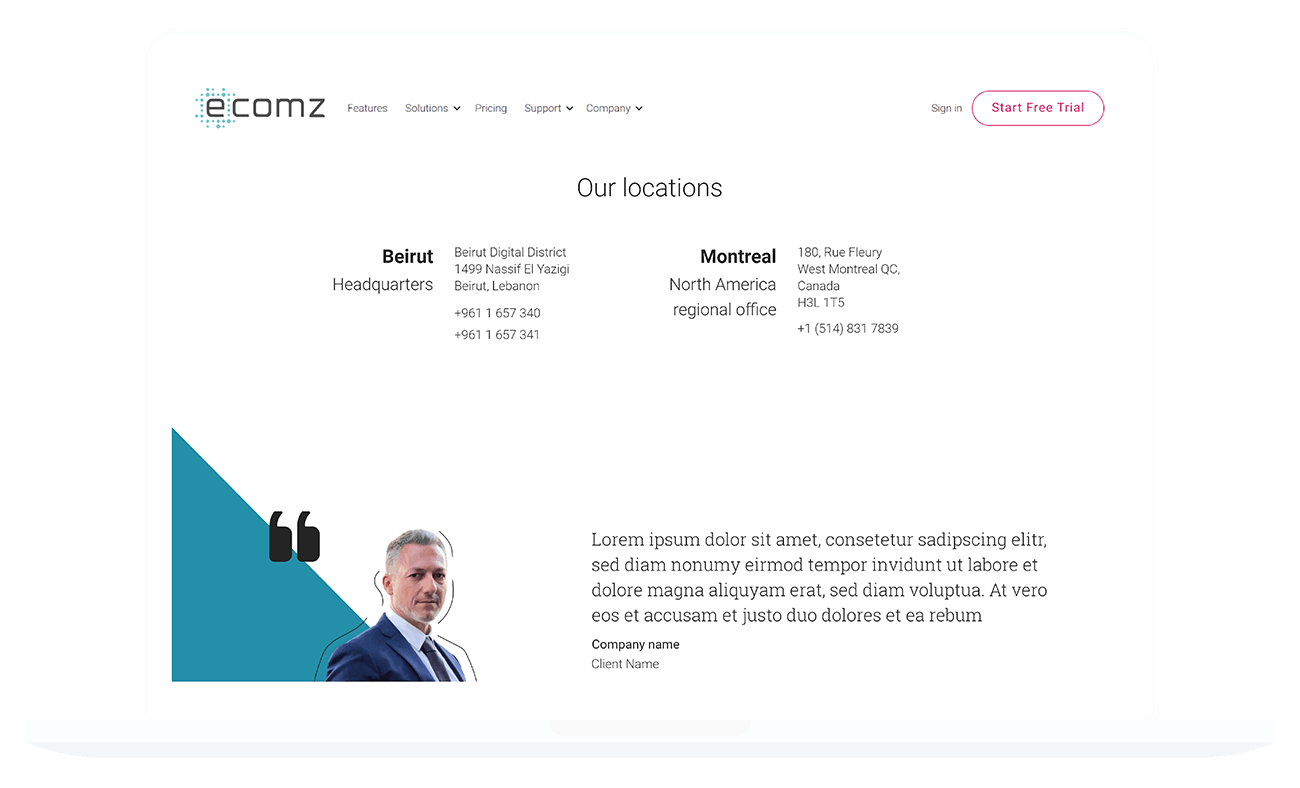 ecomz
Features Solutions Pricing Support Company
Sign in
Start Free Trial
Our locations
Beirut
Headquarters
Beirut Digital District
1499 Nassif El Yazigi
Beirut, Lebanon
+961 1 657 340
+961 1 657 341
Montreal
North America
regional office
180, Rue Fleury
West Montreal QC,
Canada
H3L 1T5
+1 (514) 831 7839
Lorem ipsum dolor sit amet, consetetur sadipscing elitr,
sed diam nonumy eirmod tempor invidunt ut labore et
dolore magna aliquyam erat, sed diam voluptua. At vero
eos et accusam et justo duo dolores et ea rebum
Company name
Client Name